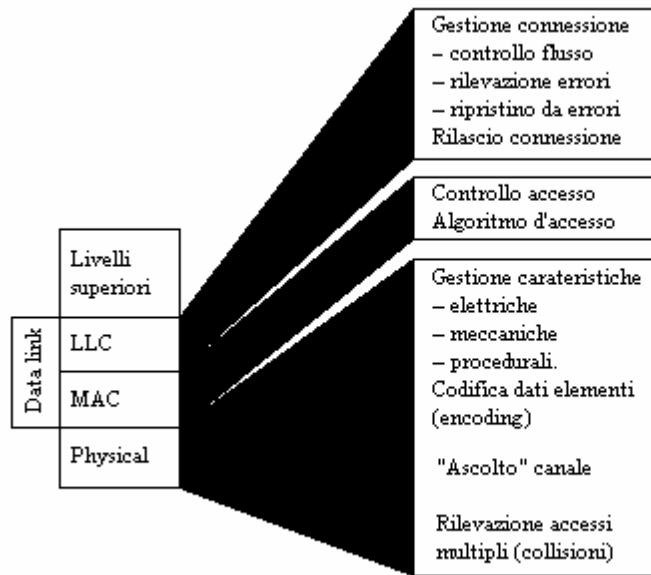 Gestione connessione
– controllo flusso
– rilevazione errori
– ripristino da errori
Rilascio connessione
Controllo accesso
Algoritmo d'accesso
Livelli
superiori
Data link
LLC
MAC
Physical
Gestione carateristiche
– elettriche
– meccaniche
– procedurali.
Codifica dati elementi
(encoding)
"Ascolto" canale
Rilevazione accessi
multipli (collisioni)